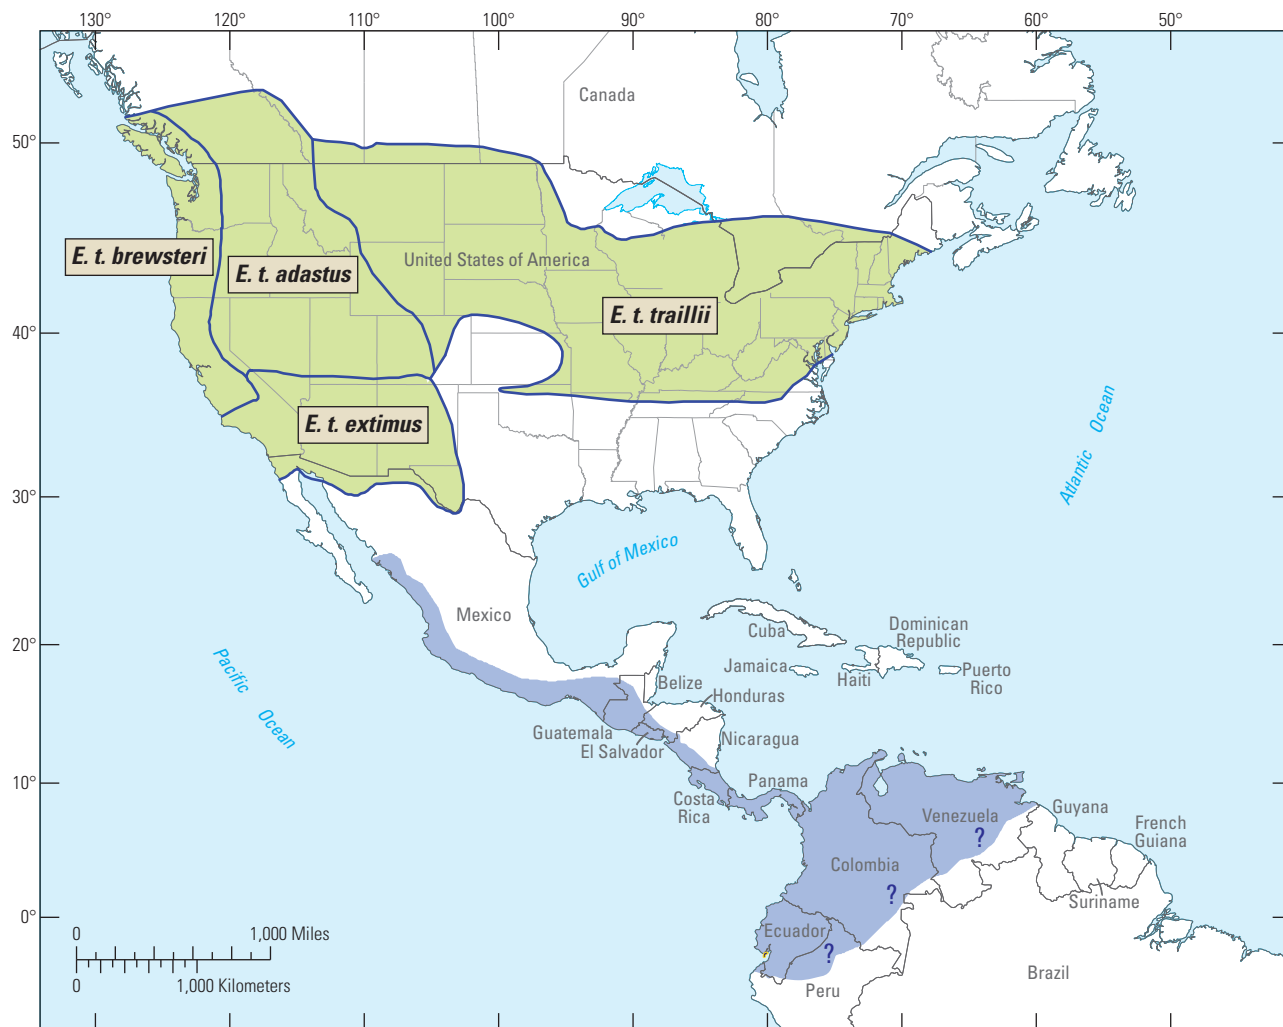 130°
120°
110°
100°
90°
80°
70°
60°
50°
Canada
50°
E. t. brewsteri
E. t. adastus
United States of America
E. t. traillii
40°
E. t. extimus
Atlantic Ocean
30°
Gulf of Mexico
Mexico
Cuba
Dominican
Republic
20°
Jamaica
Haiti
Puerto
Rico
Pacific Ocean
Belize
Honduras
Guatemala
El Salvador
Nicaragua
10°
Panama
Costa
Rica
Venezuela
?
Guyana
French
Guiana
Colombia
?
Suriname
0°
Ecuador
?
0
1,000 Miles
0
1,000 Kilometers
Peru
Brazil